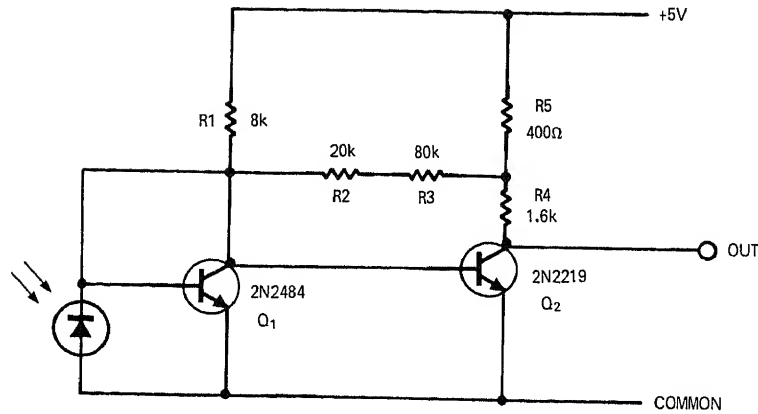 +5V
R1
8k
R5
400Ω
20k
80k
R2
R3
R4
1.6k
OUT
2N2484
Q1
2N2219
Q2
COMMON